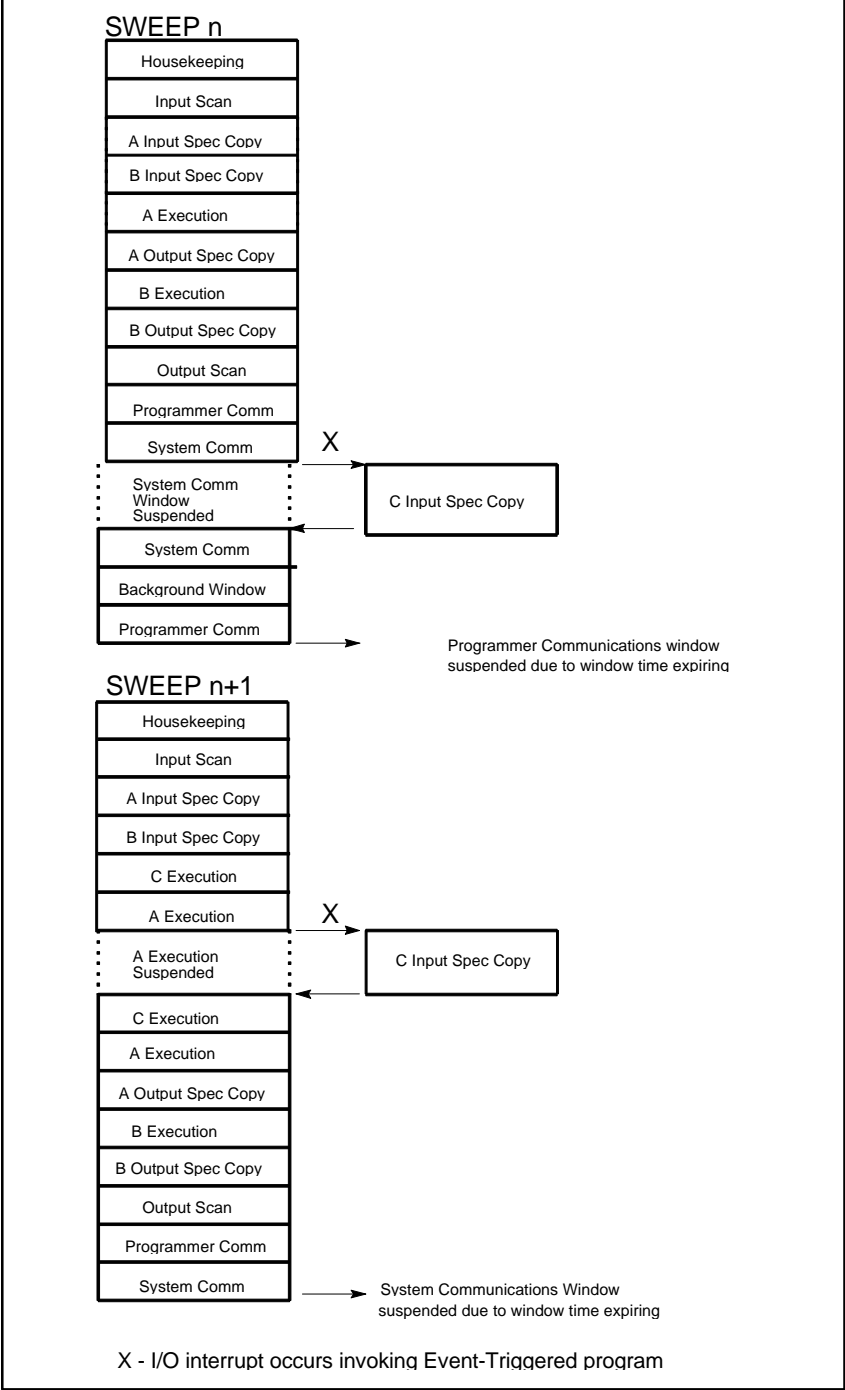 SWEEP n
Housekeeping
Input Scan
A Input Spec Copy
B Input Spec Copy
A Execution
A Output Spec Copy
B Execution
B Output Spec Copy
Output Scan
Programmer Comm
System Comm
X
System Comm
Window
Suspended
C Input Spec Copy
System Comm
Background Window
Programmer Comm
Programmer Communications window
suspended due to window time expiring
SWEEP n+1
Housekeeping
Input Scan
A Input Spec Copy
B Input Spec Copy
C Execution
A Execution
X
A Execution
Suspended
C Input Spec Copy
C Execution
A Execution
A Output Spec Copy
B Execution
B Output Spec Copy
Output Scan
Programmer Comm
System Comm
System Communications Window
suspended due to window time expiring
X - I/O interrupt occurs invoking Event-Triggered program